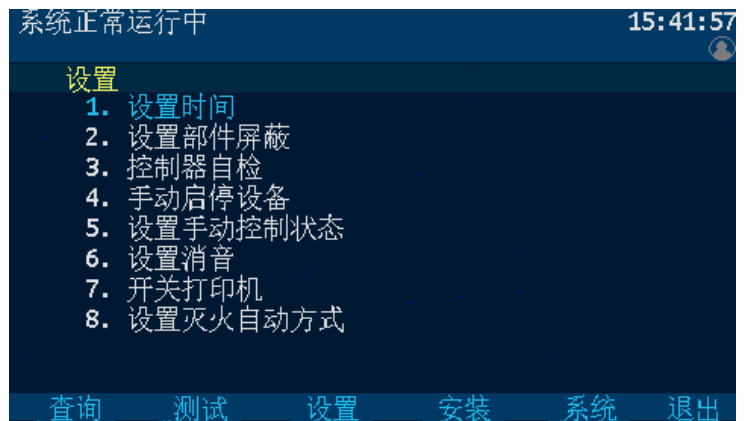 系统正常运行中 15:41:57
设置
1. 设置时间
2. 设置部件屏蔽
3. 控制器自检
4. 手动启停设备
5. 设置手动控制状态
6. 设置消音
7. 开关打印机
8. 设置灭火自动方式
查询 测试 设置 安装 系统 退出